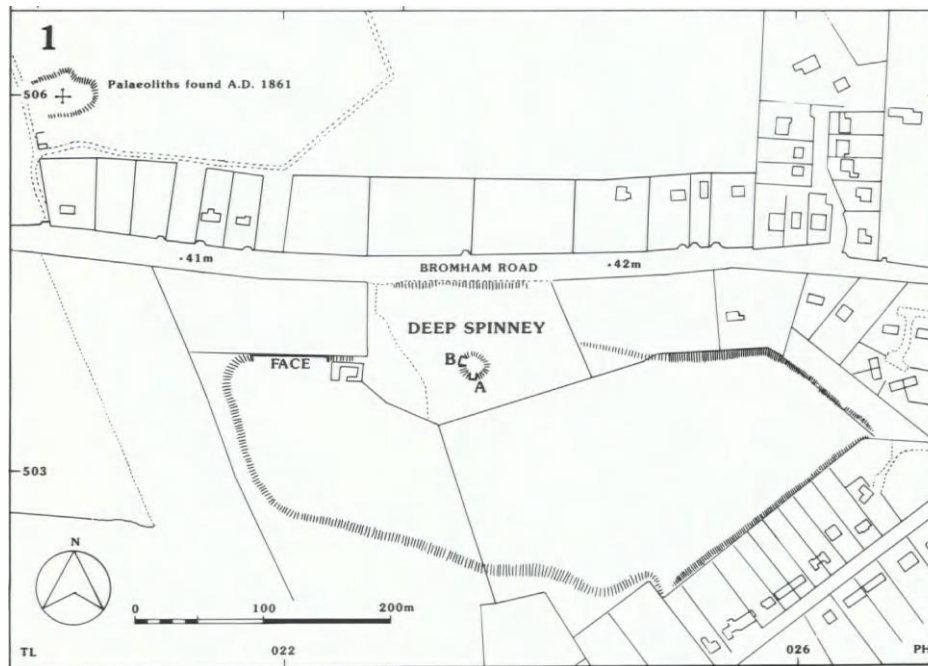 1
Palaeoliths found A.D. 1861
506
·41m
BROMHAM ROAD
·42m
DEEP SPINNEY
B
FACE
A
503
N
0 100 200m
TL 022 026 PH